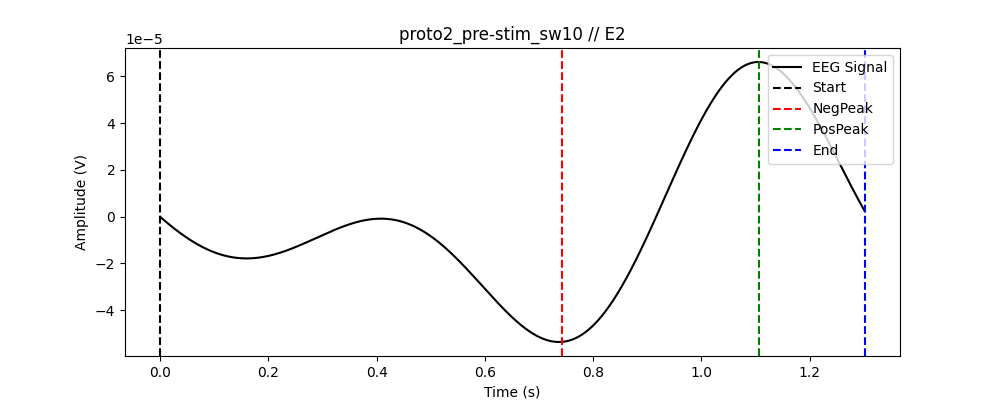 proto2_pre-stim_sw10 // E2
1e−5
6
4
2
0
−2
−4
Amplitude (V)
0.0 0.2 0.4 0.6 0.8 1.0 1.2
Time (s)
EEG Signal
Start
NegPeak
PosPeak
End